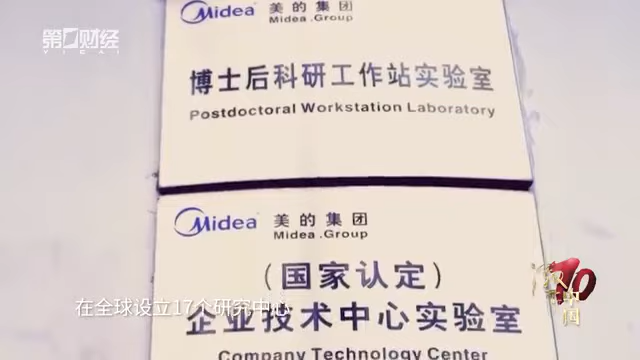 第一财经
YICAI
Midea 美的集团
Midea .Group
博士后科研工作站实验室
Postdoctoral Workstation Laboratory
Midea 美的集团
Midea .Group
（国家认定）
在全球设立17个研究中心
企业技术中心实验室
Company Technology Center
70